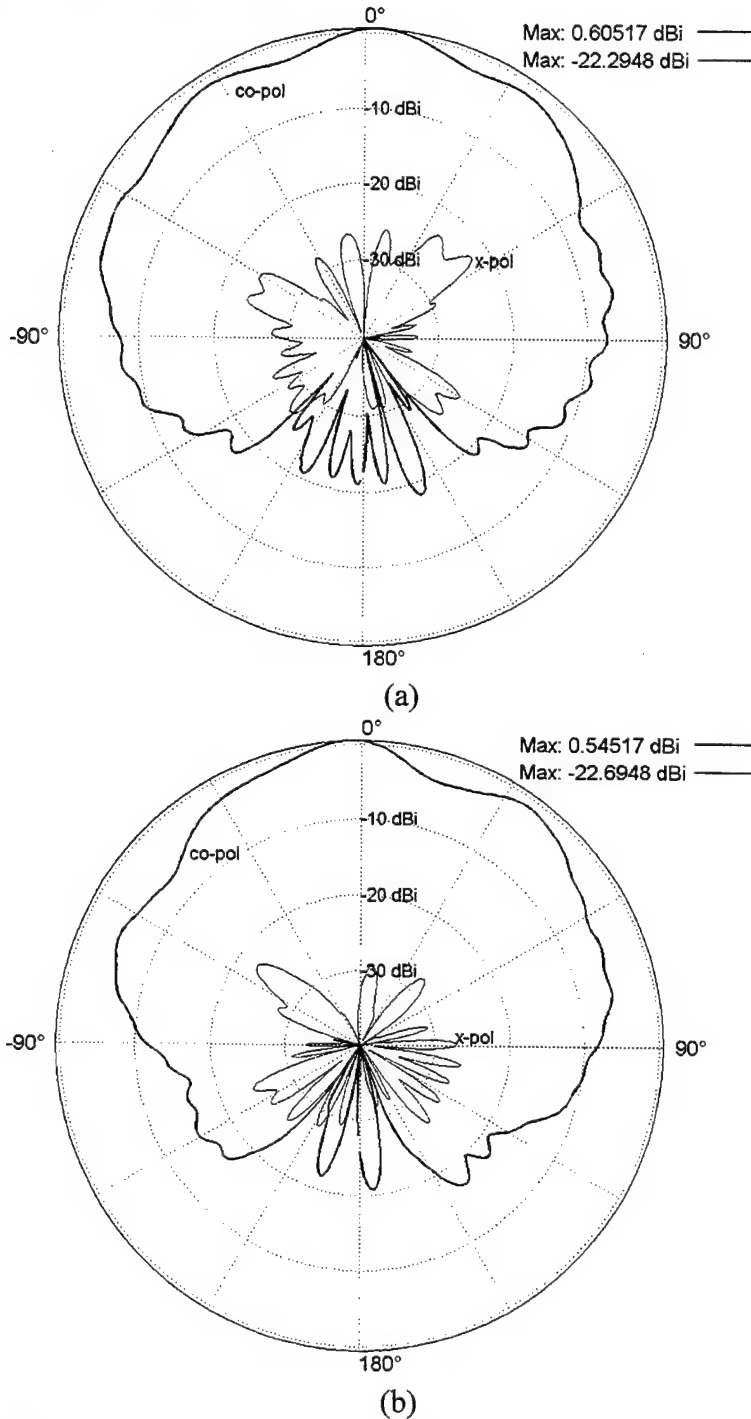 0°
Max: 0.60517 dBi
Max: -22.2948 dBi
co-pol
-10 dBi
-20 dBi
-30 dBi
x-pol
-90°
90°
180°
(a)
0°
Max: 0.54517 dBi
Max: -22.6948 dBi
-10 dBi
co-pol
-20 dBi
-30 dBi
x-pol
-90°
90°
180°
(b)